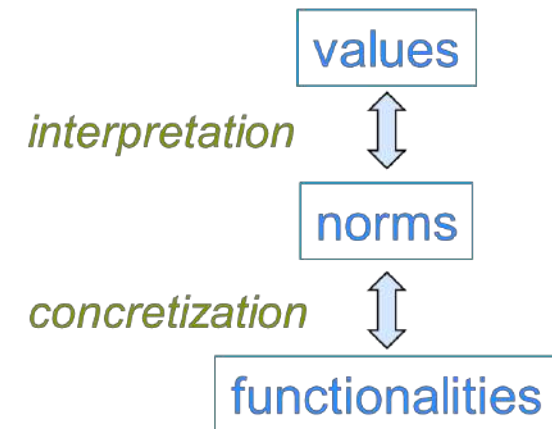 values
interpretation
norms
concretization
functionalities